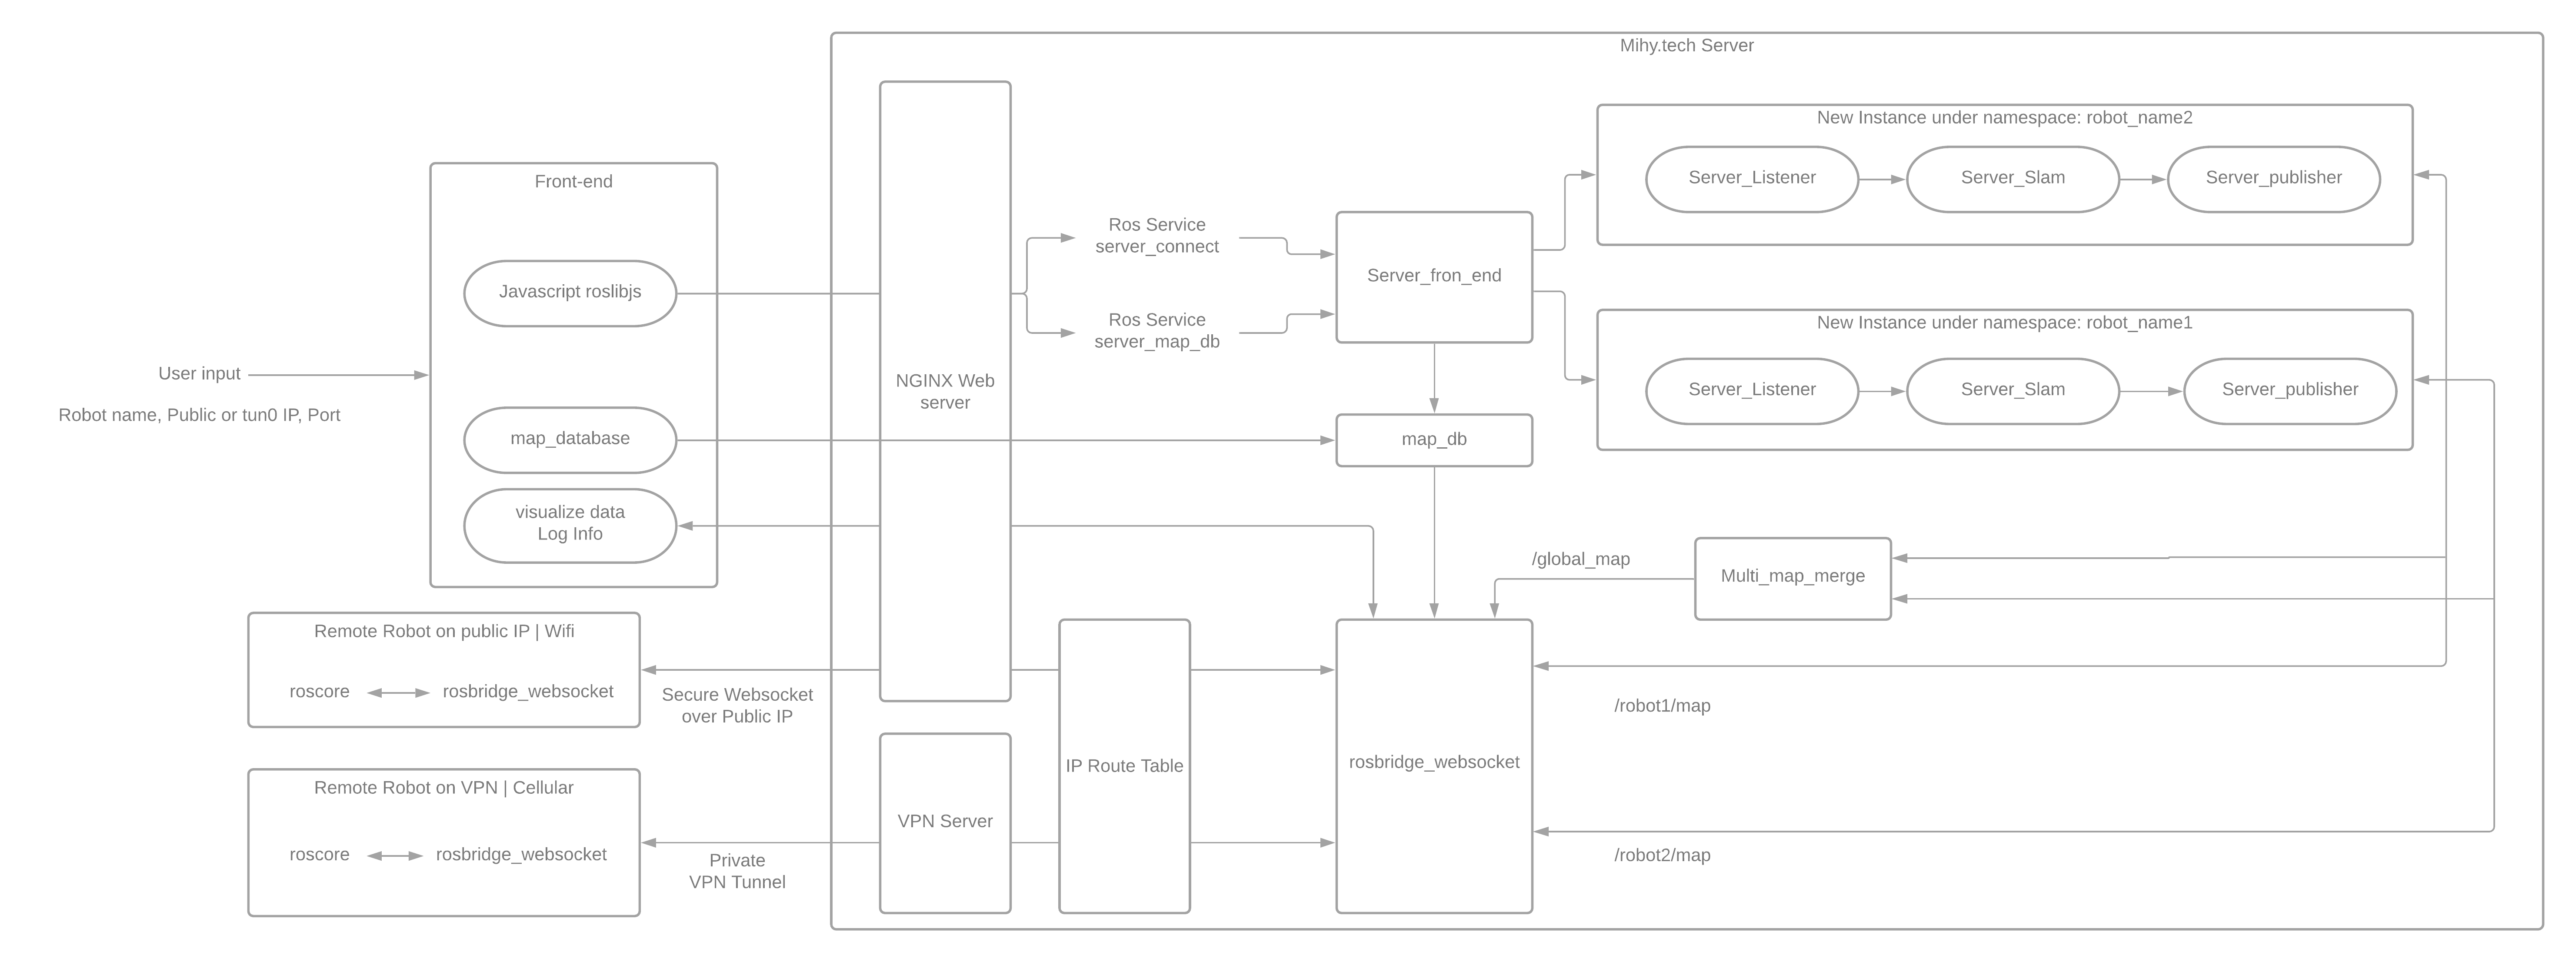 Mihy.tech Server
New Instance under namespace: robot_name2
Server_Listener
Server_Slam
Server_publisher
Front-end
Javascript roslibjs
map_database
visualize data
Log Info
User input
Robot name, Public or tun0 IP, Port
NGINX Web
server
Ros Service
server_connect
Ros Service
server_map_db
Server_fron_end
map_db
New Instance under namespace: robot_name1
Server_Listener
Server_Slam
Server_publisher
/global_map
Multi_map_merge
Remote Robot on public IP | Wifi
roscore
rosbridge_websocket
Secure Websocket
over Public IP
Remote Robot on VPN | Cellular
roscore
rosbridge_websocket
Private
VPN Tunnel
VPN Server
IP Route Table
rosbridge_websocket
/robot1/map
/robot2/map